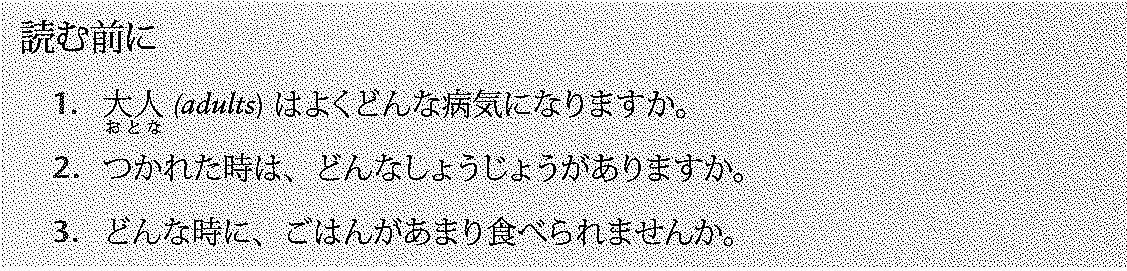 読む前に
1. 大人 (adults) はよくどんな病気になりますか。
おとな
2. つかれた時は、どんなしょうじょうがありますか。
3. どんな時に、ごはんがあまり食べられませんか。